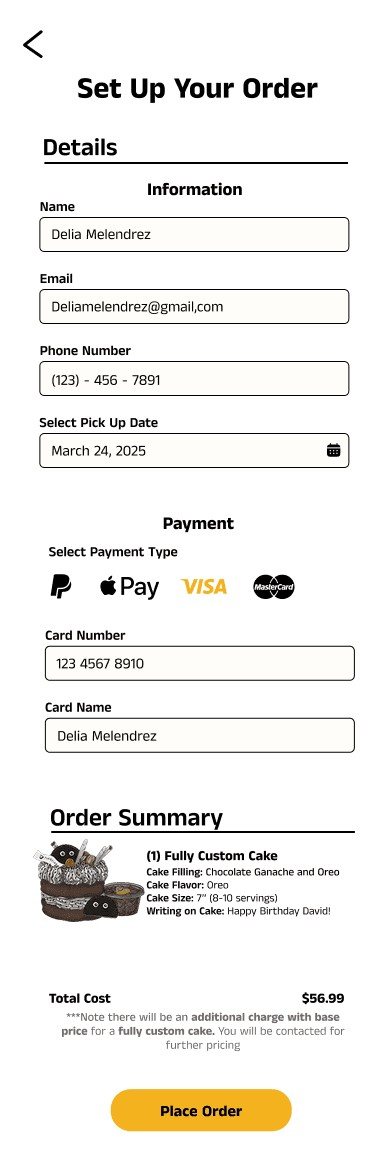 Set Up Your Order
Details
Information
Name
Delia Melendrez
Email
Deliamelendrez@gmail,com
Phone Number
(123) - 456 - 7891
Select Pick Up Date
March 24, 2025
Payment
Select Payment Type
Pay VISA MasterCard
Card Number
123 4567 8910
Card Name
Delia Melendrez
Order Summary
(1) Fully Custom Cake
Cake Filling: Chocolate Ganache and Oreo
Cake Flavor: Oreo
Cake Size: 7” (8-10 servings)
Writing on Cake: Happy Birthday David!
Total Cost $56.99
***Note there will be an additional charge with base
price for a fully custom cake. You will be contacted for
further pricing
Place Order